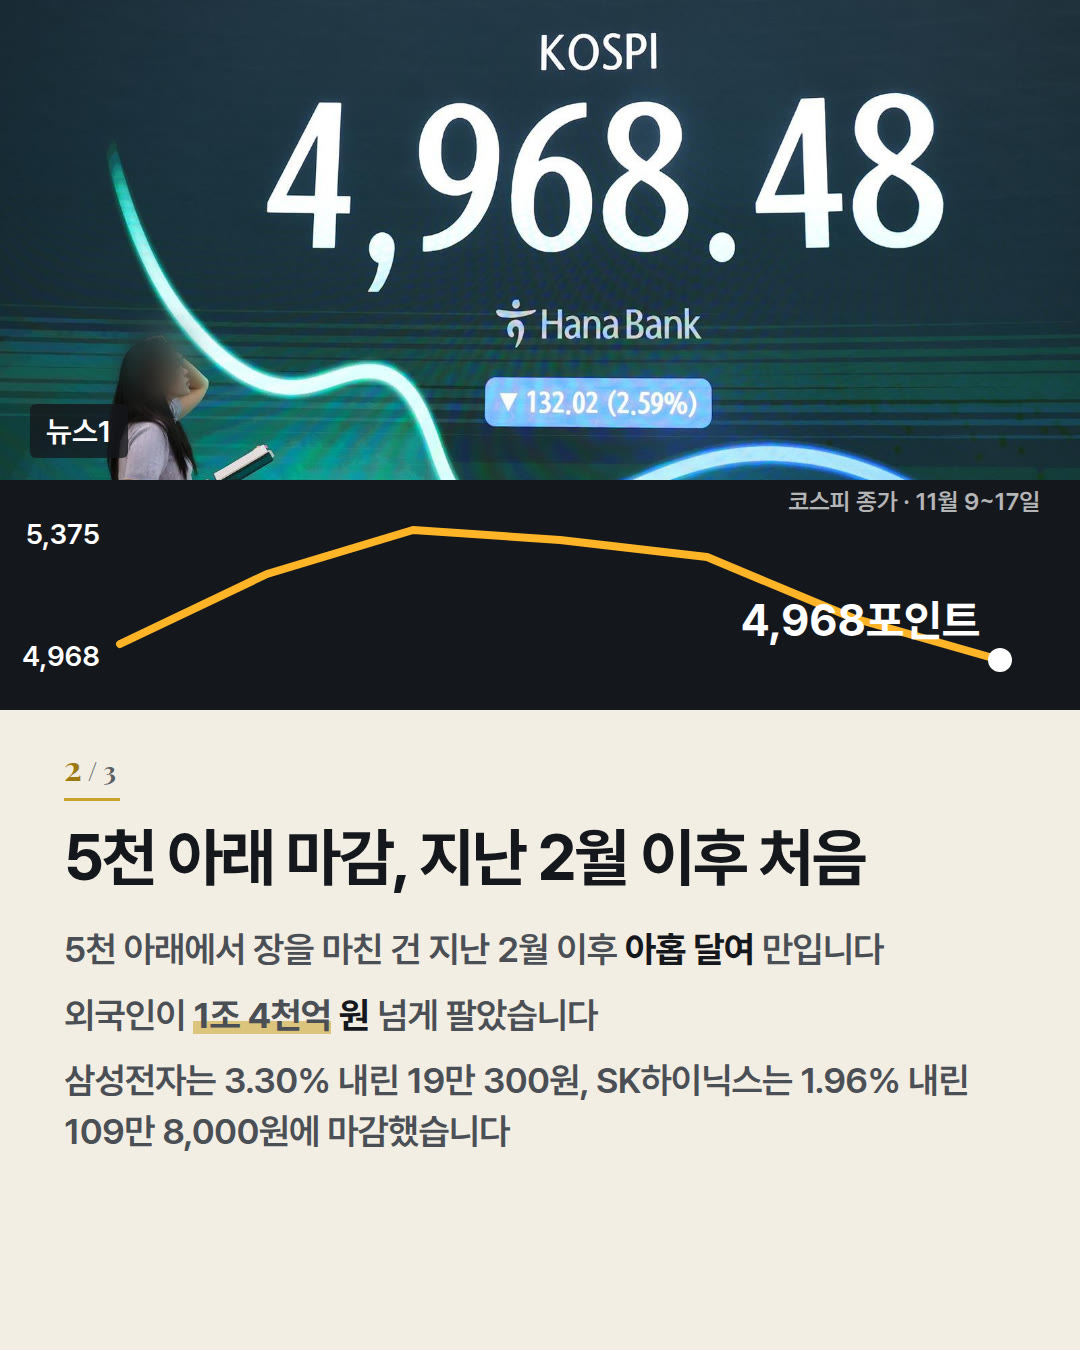 KOSPI
4,968.48
Hana Bank
▼ 132.02 (2.59%)
뉴스1
코스피 종가 · 11월 9~17일
5,375
4,968포인트
4,968
2 / 3
5천 아래 마감, 지난 2월 이후 처음
5천 아래에서 장을 마친 건 지난 2월 이후 아홉 달여 만입니다
외국인이 1조 4천억 원 넘게 팔았습니다
삼성전자는 3.30% 내린 19만 300원, SK하이닉스는 1.96% 내린
109만 8,000원에 마감했습니다